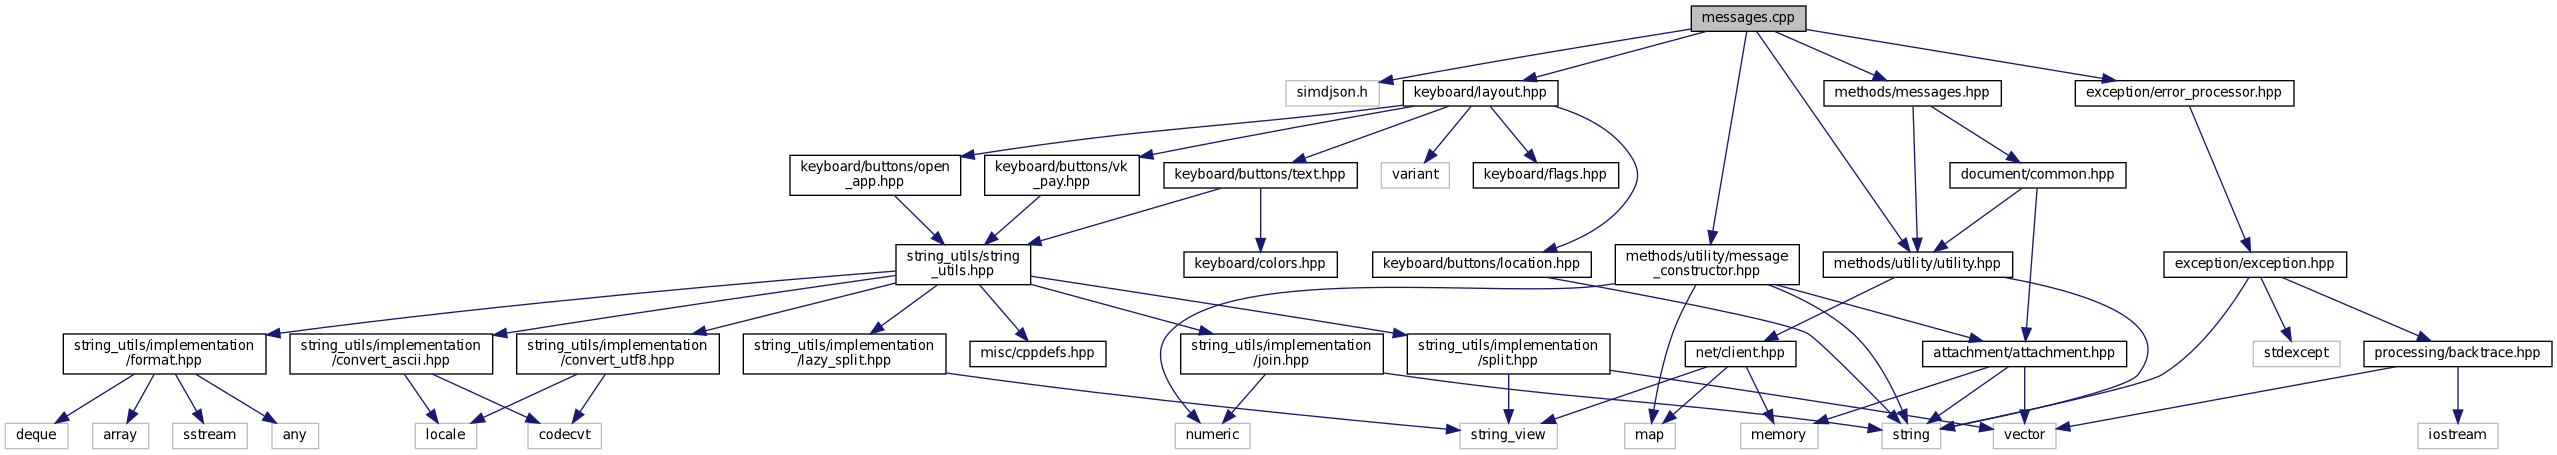 messages.cpp
simdjson.h
keyboard/layout.hpp
methods/messages.hpp
exception/error_processor.hpp
keyboard/buttons/open
_app.hpp
keyboard/buttons/vk
_pay.hpp
keyboard/buttons/text.hpp
variant
keyboard/flags.hpp
document/common.hpp
string_utils/string
_utils.hpp
keyboard/colors.hpp
keyboard/buttons/location.hpp
methods/utility/message
_constructor.hpp
methods/utility/utility.hpp
exception/exception.hpp
string_utils/implementation
/format.hpp
string_utils/implementation
/convert_ascii.hpp
string_utils/implementation
/convert_utf8.hpp
string_utils/implementation
/lazy_split.hpp
misc/cppdefs.hpp
string_utils/implementation
/join.hpp
string_utils/implementation
/split.hpp
net/client.hpp
attachment/attachment.hpp
stdexcept
processing/backtrace.hpp
deque
array
sstream
any
locale
codecvt
numeric
string_view
map
memory
string
vector
iostream